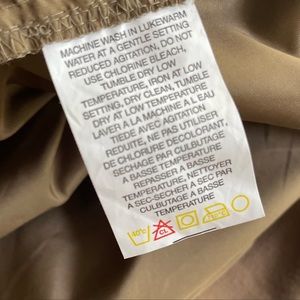 MACHINE WASH IN LUKEWARM
WATER AT A GENTLE SETTING
REDUCED AGITATION, DO NOT
USE CHLORINE BLEACH,
TUMBLE DRY LOW
TEMPERATURE, IRON AT LOW
SETTING, DRY CLEAN, TUMBLE
DRY AT LOW TEMPERATURE
LAVER A LA MACHINE A L EAU
TIEDE AVEC AGITATION
REDUITE, NE PAS UTILISER
DE CHLORURE DECOLORANT,
SECHAGE PAR CULBUTAGE
A BASSE TEMPERATURE
REPASSER A BASSE
TEMPERATURE, NETTOYER
A SEC-SECHER A SEC PAR
CULBUTAGE A BASSE
TEMPERATURE
40°C CL